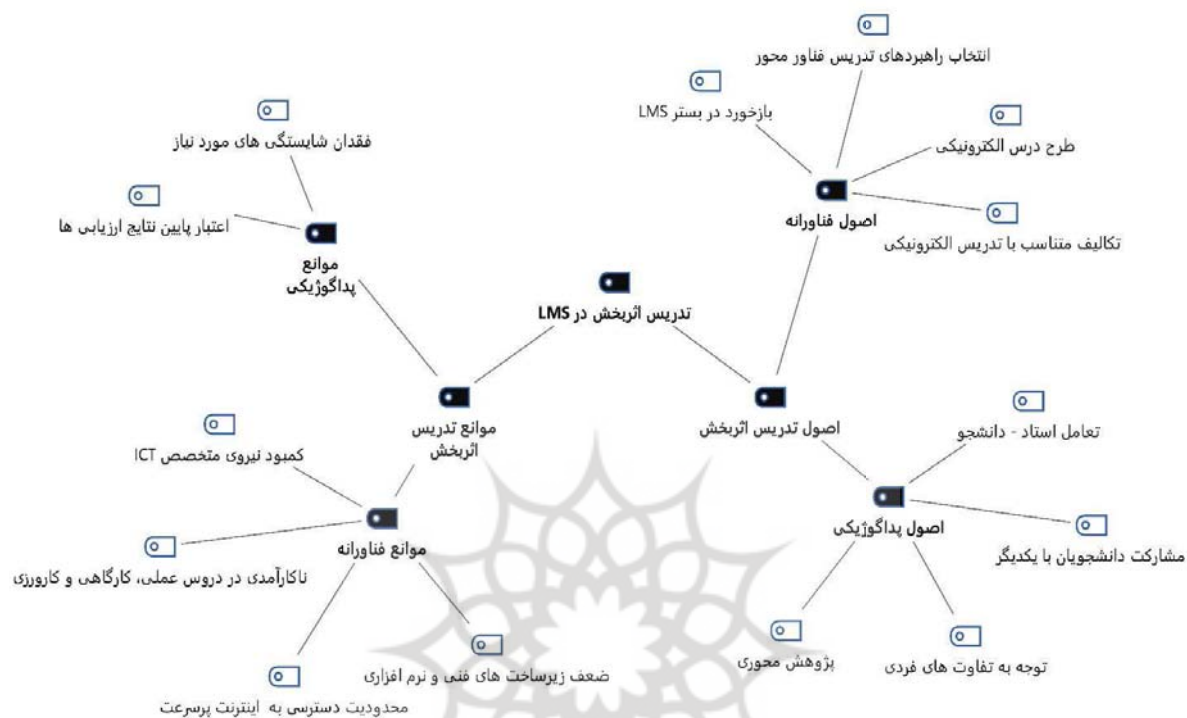 انتخاب راهبردهای تدریس فناور محور
بازخورد در بستر LMS
طرح درس الکترونیکی
فقدان شایستگی های مورد نیاز
اصول فناورانه
تکالیف متناسب با تدریس الکترونیکی
اعتبار پایین نتایج ارزیابی ها
موانع
پداگوژیکی
تدریس اثربخش در LMS
اصول تدریس اثربخش
موانع تدریس
اثربخش
تعامل استاد - دانشجو
کمبود نیروی متخصص ICT
اصول پداگوژیکی
موانع فناورانه
مشارکت دانشجویان با یکدیگر
ناکارآمدی در دروس عملی، کارگاهی و کارورزی
پژوهش محوری
توجه به تفاوت های فردی
ضعف زیرساخت های فنی و نرم افزاری
محدودیت دسترسی به اینترنت پرسرعت